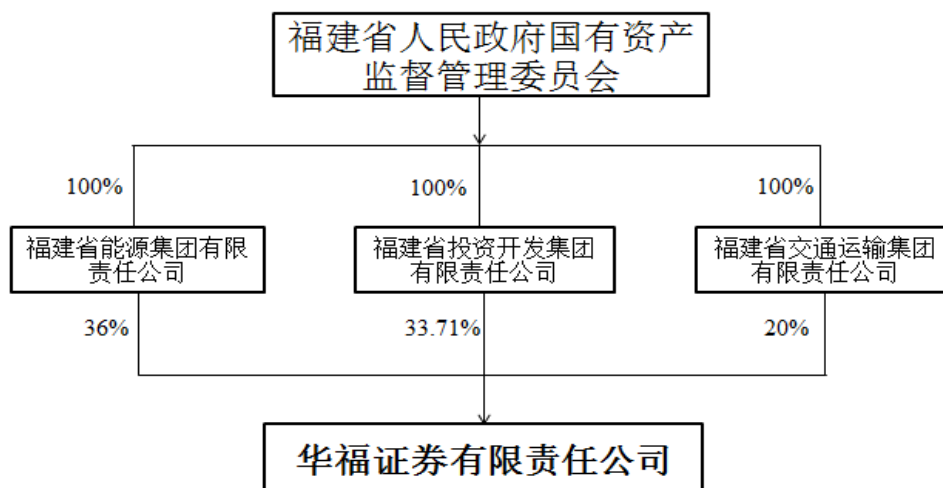 福建省人民政府国有资产
监督管理委员会
100%
100%
100%
福建省能源集团有限
责任公司
福建省投资开发集团
有限责任公司
福建省交通运输集团
有限责任公司
36%
33.71%
20%
华福证券有限责任公司